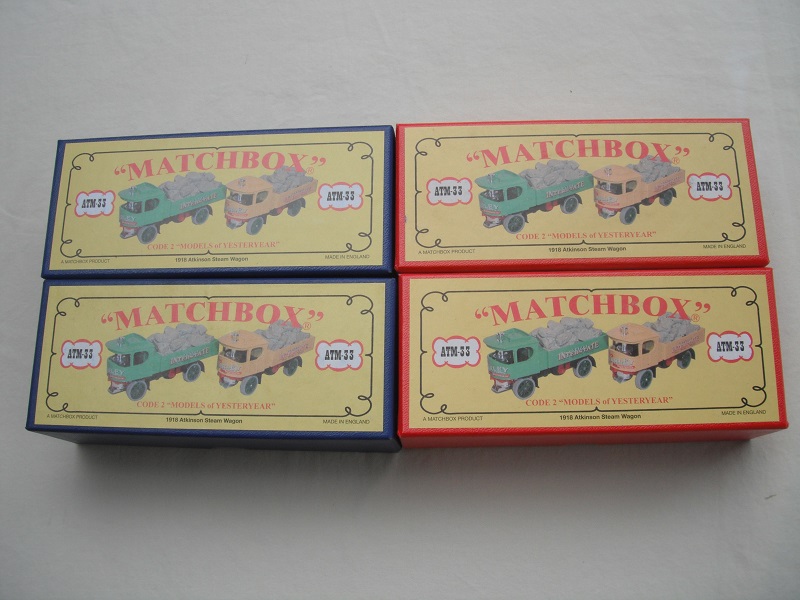 "MATCHBOX"®
ATM-33
ATM-33
CODE 2 "MODELS of YESTERYEAR"
A MATCHBOX PRODUCT
1918 Atkinson Steam Wagon
MADE IN ENGLAND
"MATCHBOX"®
ATM-33
ATM-33
CODE 2 "MODELS of YESTERYEAR"
A MATCHBOX PRODUCT
1918 Atkinson Steam Wagon
MADE IN ENGLAND
"MATCHBOX"®
ATM-33
ATM-33
CODE 2 "MODELS of YESTERYEAR"
A MATCHBOX PRODUCT
1918 Atkinson Steam Wagon
MADE IN ENGLAND
"MATCHBOX"®
ATM-33
ATM-33
CODE 2 "MODELS of YESTERYEAR"
A MATCHBOX PRODUCT
1918 Atkinson Steam Wagon
MADE IN ENGLAND